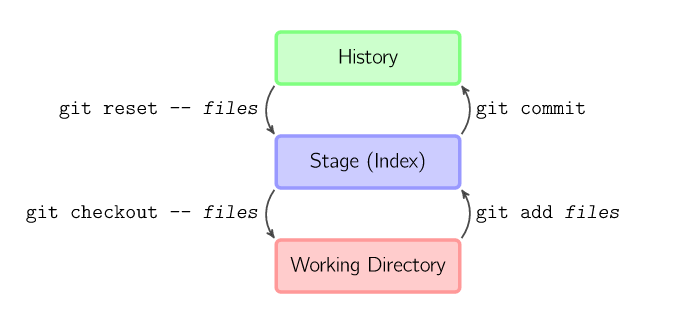 History
git reset -- files
git commit
Stage (Index)
git checkout -- files
git add files
Working Directory